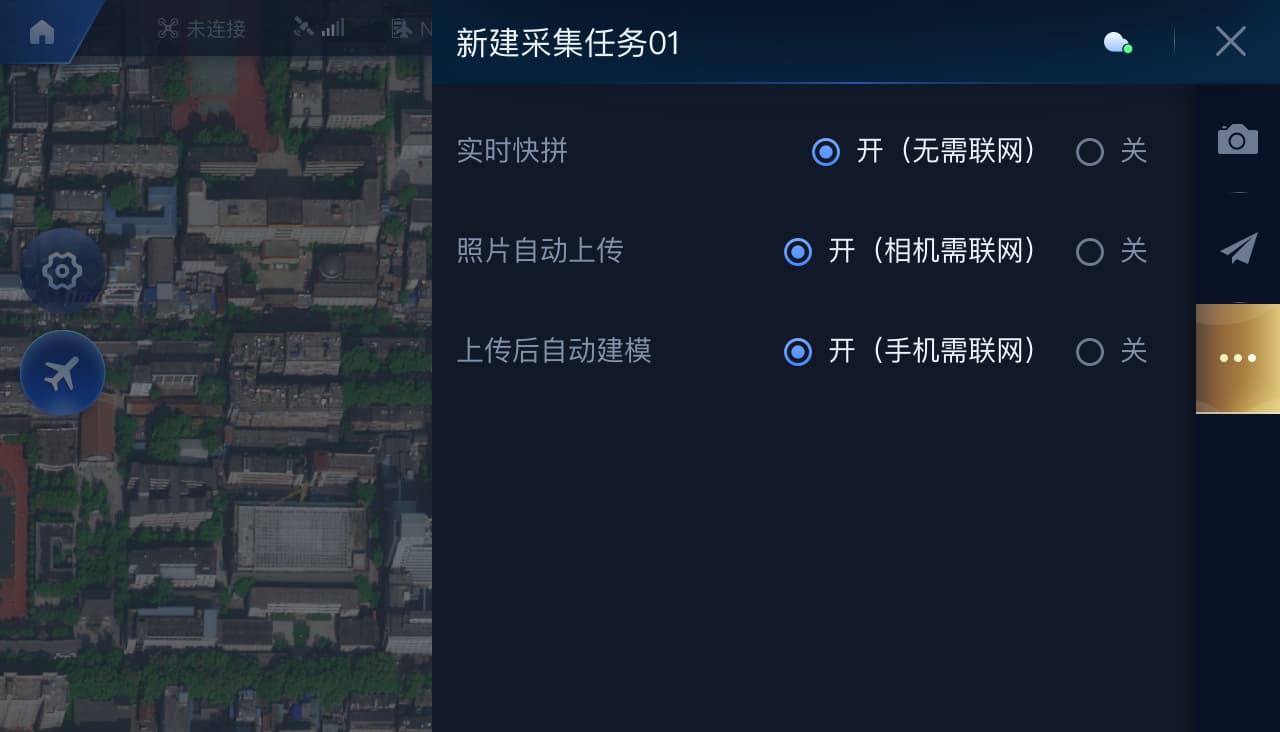 未连接
N
新建采集任务01
实时快拼 开（无需联网） 关
照片自动上传 开（相机需联网） 关
上传后自动建模 开（手机需联网） 关